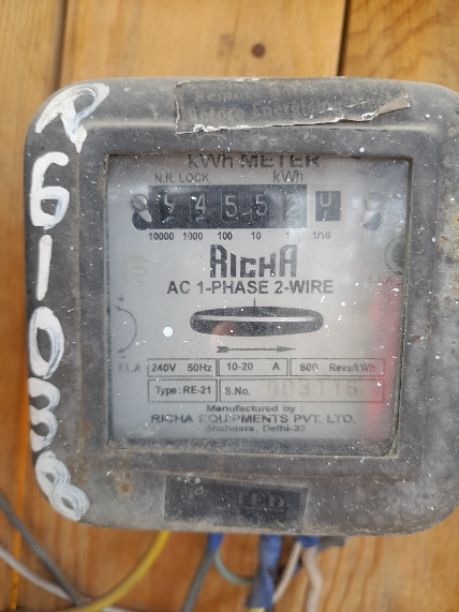 R61038
kWh METER
N.R. LOCK kWh
9 4 5 5 2
10000 1000 100 10 1 1/10
RICHA
AC 1-PHASE 2-WIRE
240V 50Hz 10-20 A 600 Revs/kWh
Type: RE-21 S.No.
Manufactured by :
RICHA EQUIPMENTS PVT. LTD.
Shahdara, Delhi-32